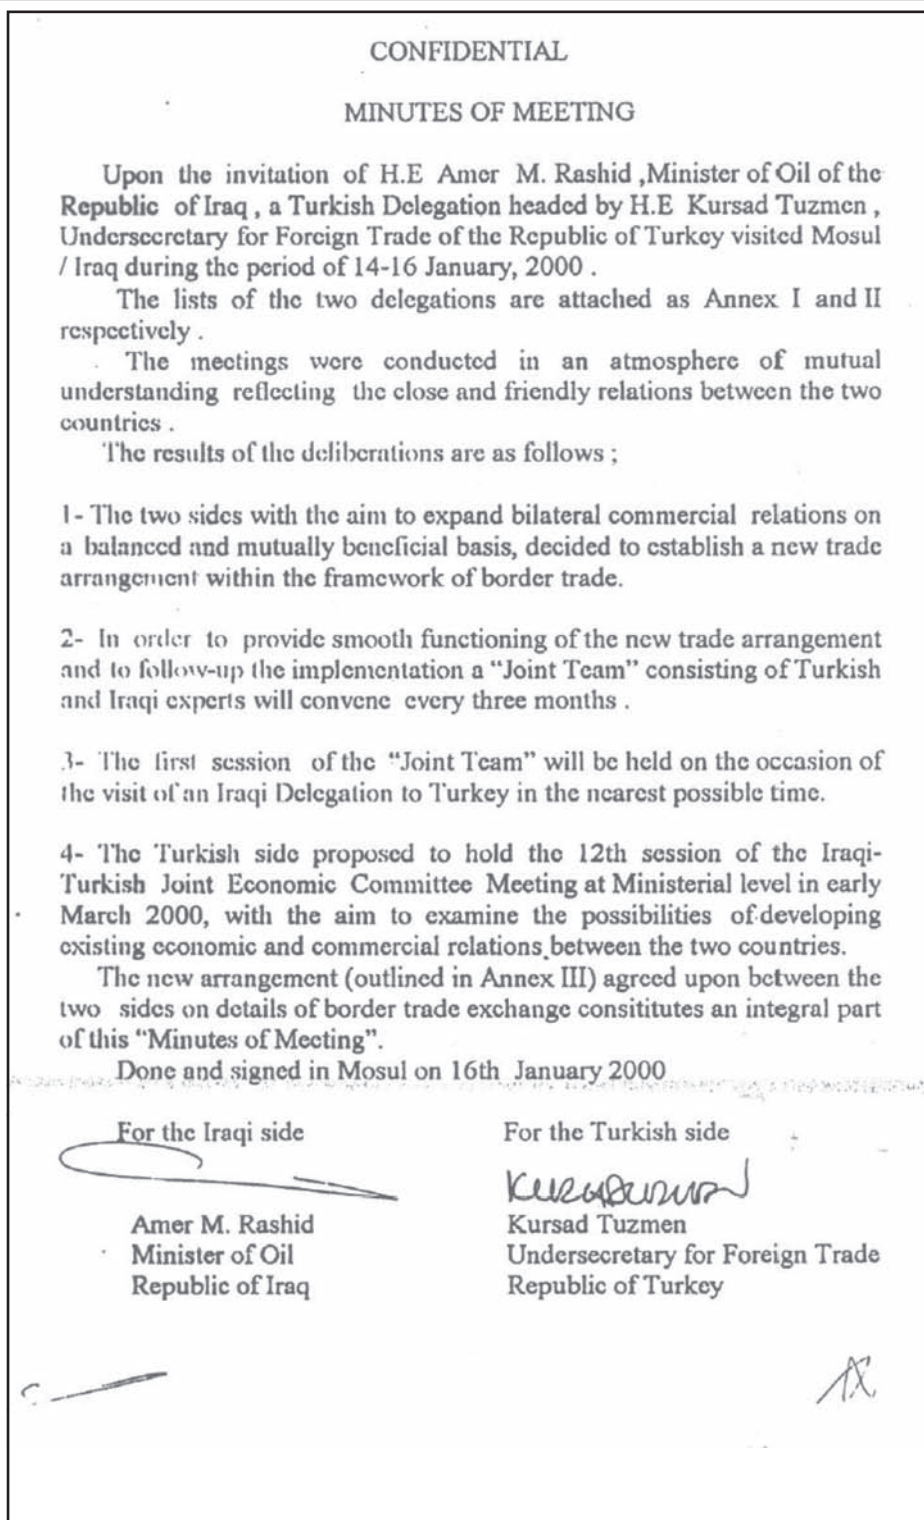 CONFIDENTIAL
MINUTES OF MEETING
Upon the invitation of H.E Amer M. Rashid ,Minister of Oil of the
Republic of Iraq , a Turkish Delegation headed by H.E Kursad Tuzmen ,
Undersecretary for Foreign Trade of the Republic of Turkey visited Mosul
/ Iraq during the period of 14-16 January, 2000 .
The lists of the two delegations are attached as Annex I and II
respectively .
The meetings were conducted in an atmosphere of mutual
understanding reflecting the close and friendly relations between the two
countries .
The results of the deliberations are as follows ;
1- The two sides with the aim to expand bilateral commercial relations on
a balanced and mutually beneficial basis, decided to establish a new trade
arrangement within the framework of border trade.
2- In order to provide smooth functioning of the new trade arrangement
and to follow-up the implementation a “Joint Team” consisting of Turkish
and Iraqi experts will convene every three months .
3- The first session of the “Joint Team” will be held on the occasion of
the visit of an Iraqi Delegation to Turkey in the nearest possible time.
4- The Turkish side proposed to hold the 12th session of the Iraqi-
Turkish Joint Economic Committee Meeting at Ministerial level in early
March 2000, with the aim to examine the possibilities of developing
existing economic and commercial relations between the two countries.
The new arrangement (outlined in Annex III) agreed upon between the
two sides on details of border trade exchange consititutes an integral part
of this “Minutes of Meeting”.
Done and signed in Mosul on 16th January 2000
For the Iraqi side For the Turkish side
Amer M. Rashid Kursad Tuzmen
Minister of Oil Undersecretary for Foreign Trade
Republic of Iraq Republic of Turkey